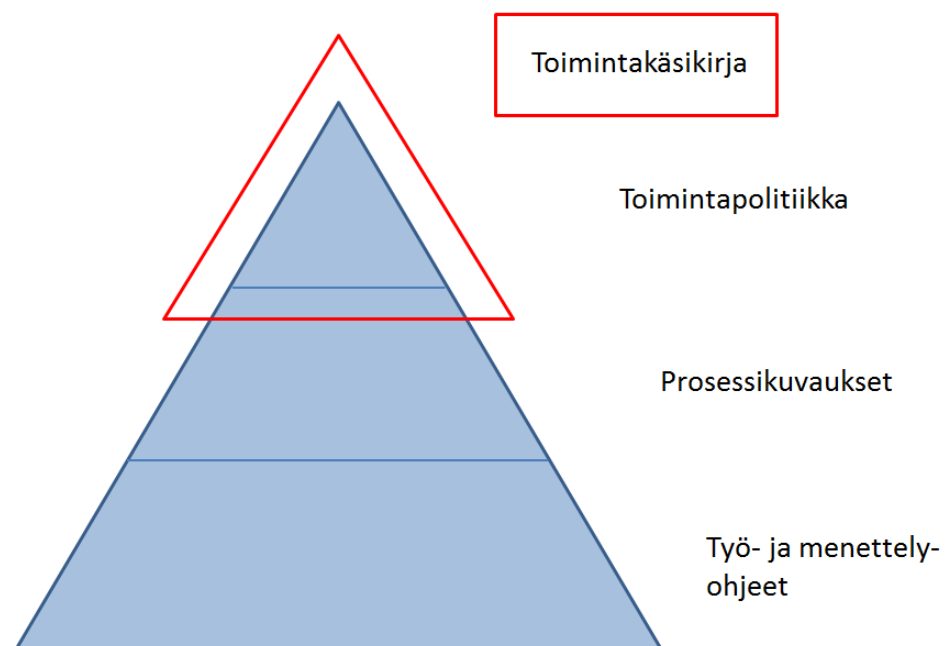 Toimintakäsikirja
Toimintapolitiikka
Prosessikuvaukset
Työ- ja menettely-
ohjeet